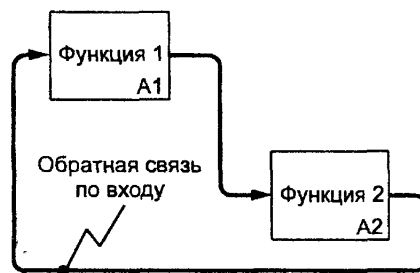 Функция 1
A1
Обратная связь
по входу
Функция 2
A2